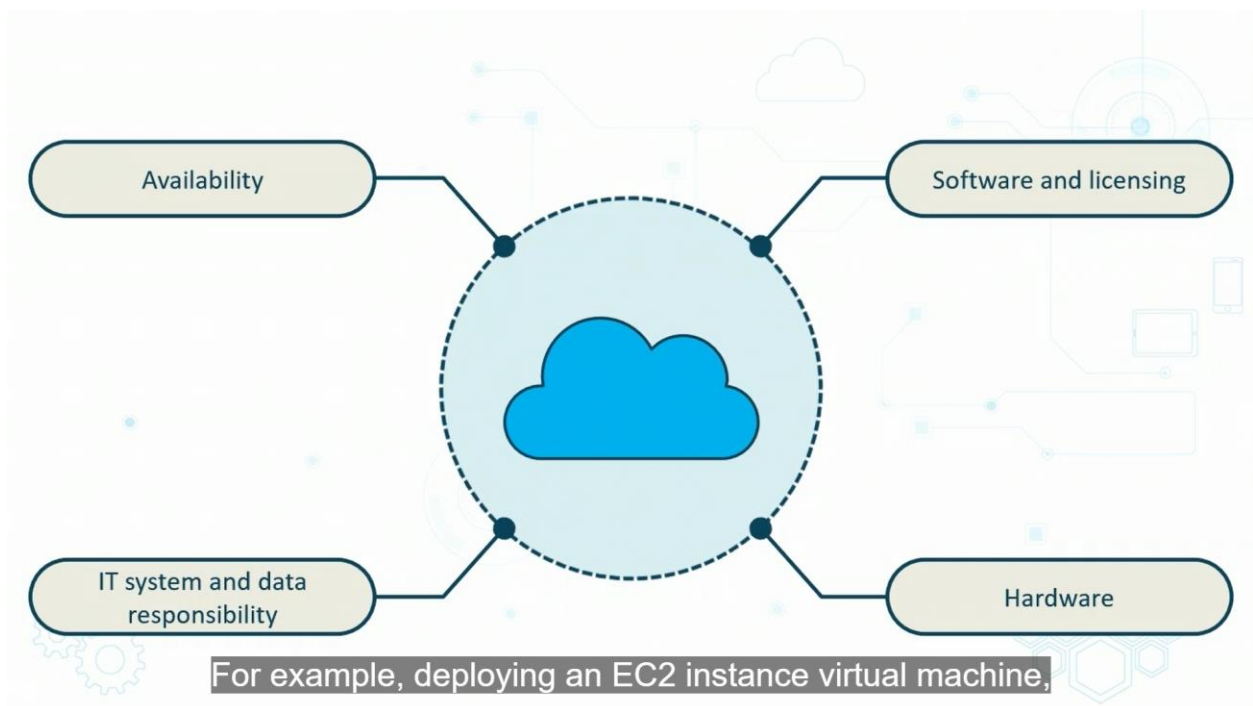 Availability
Software and licensing
IT system and data
responsibility
Hardware
For example, deploying an EC2 instance virtual machine,